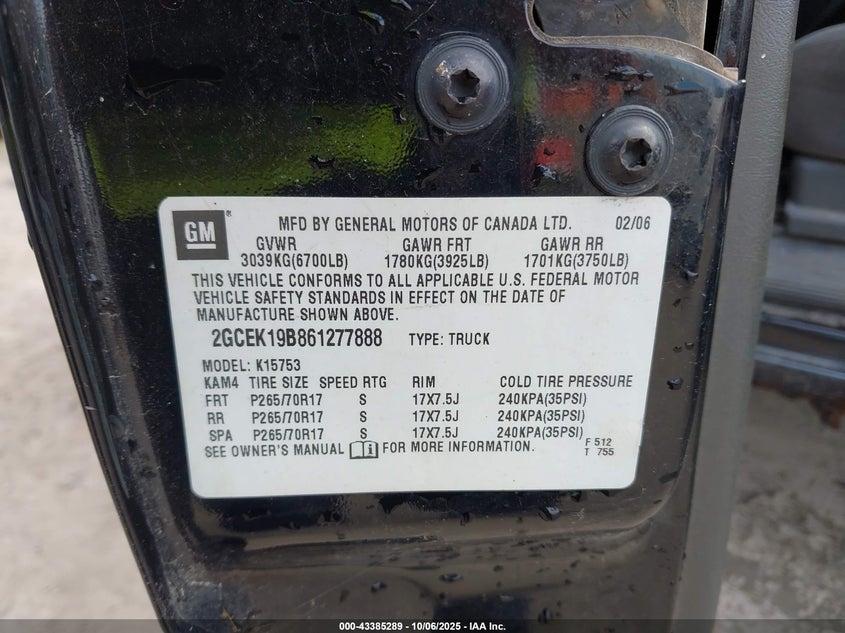 GM ® MFD BY GENERAL MOTORS OF CANADA LTD. 02/06
GVWR GAWR FRT GAWR RR
3039KG(6700LB) 1780KG(3925LB) 1701KG(3750LB)
THIS VEHICLE CONFORMS TO ALL APPLICABLE U.S. FEDERAL MOTOR
VEHICLE SAFETY STANDARDS IN EFFECT ON THE DATE OF
MANUFACTURE SHOWN ABOVE.
2GCEK19B861277888 TYPE: TRUCK
MODEL: K15753
KAM4 TIRE SIZE SPEED RTG RIM COLD TIRE PRESSURE
FRT P265/70R17 S 17X7.5J 240KPA(35PSI)
RR P265/70R17 S 17X7.5J 240KPA(35PSI)
SPA P265/70R17 S 17X7.5J 240KPA(35PSI)
SEE OWNER'S MANUAL FOR MORE INFORMATION.
F 512
T 755
000-43385289 - 10/06/2025 - IAA Inc.